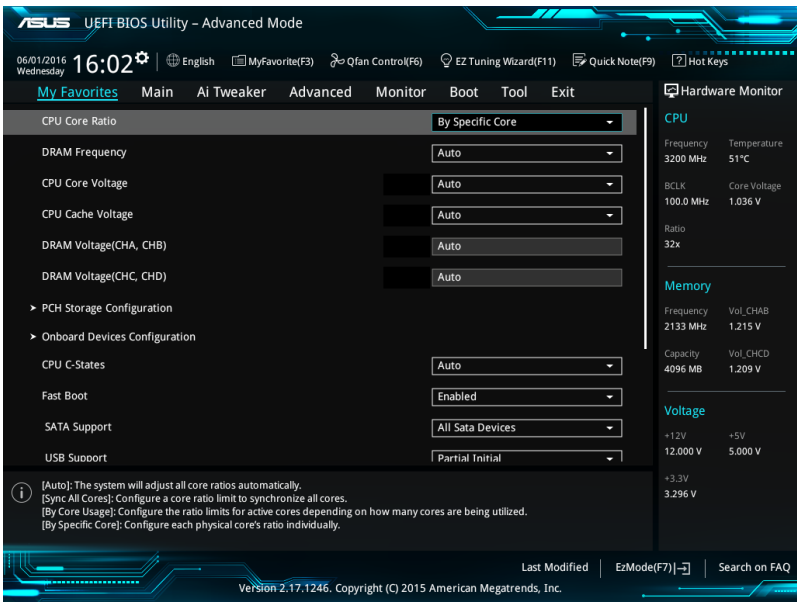 ASUS UEFI BIOS Utility – Advanced Mode
06/01/2016 Wednesday 16:02 English MyFavorite(F3) Qfan Control(F6) EZ Tuning Wizard(F11) Quick Note(F9) ? Hot Keys
My Favorites Main Ai Tweaker Advanced Monitor Boot Tool Exit
CPU Core Ratio By Specific Core
DRAM Frequency Auto
CPU Core Voltage Auto
CPU Cache Voltage Auto
DRAM Voltage(CHA, CHB) Auto
DRAM Voltage(CHC, CHD) Auto
> PCH Storage Configuration
> Onboard Devices Configuration
CPU C-States Auto
Fast Boot Enabled
SATA Support All Sata Devices
USB Support Partial Initial
Hardware Monitor
CPU
Frequency Temperature
3200 MHz 51°C
BCLK Core Voltage
100.0 MHz 1.036 V
Ratio
32x
Memory
Frequency Vol_CHAB
2133 MHz 1.215 V
Capacity Vol_CHCD
4096 MB 1.209 V
Voltage
+12V +5V
12.000 V 5.000 V
+3.3V
3.296 V
[Auto]: The system will adjust all core ratios automatically.
[Sync All Cores]: Configure a core ratio limit to synchronize all cores.
[By Core Usage]: Configure the ratio limits for active cores depending on how many cores are being utilized.
[By Specific Core]: Configure each physical core's ratio individually.
Last Modified EzMode(F7) Search on FAQ
Version 2.17.1246. Copyright (C) 2015 American Megatrends, Inc.